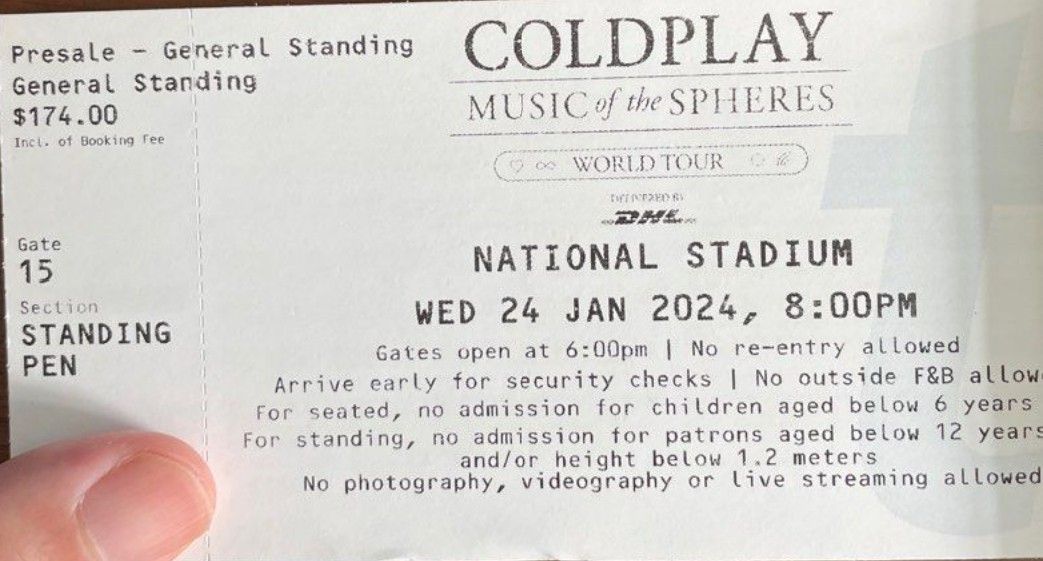 Presale - General Standing
General Standing
$174.00
Incl. of Booking Fee
Gate
15
Section
STANDING
PEN
COLDPLAY
MUSIC of the SPHERES
WORLD TOUR
DELIVERED BY
DHL
NATIONAL STADIUM
WED 24 JAN 2024, 8:00PM
Gates open at 6:00pm | No re-entry allowed
Arrive early for security checks | No outside F&B allow
For seated, no admission for children aged below 6 years
For standing, no admission for patrons aged below 12 years
and/or height below 1.2 meters
No photography, videography or live streaming allowed